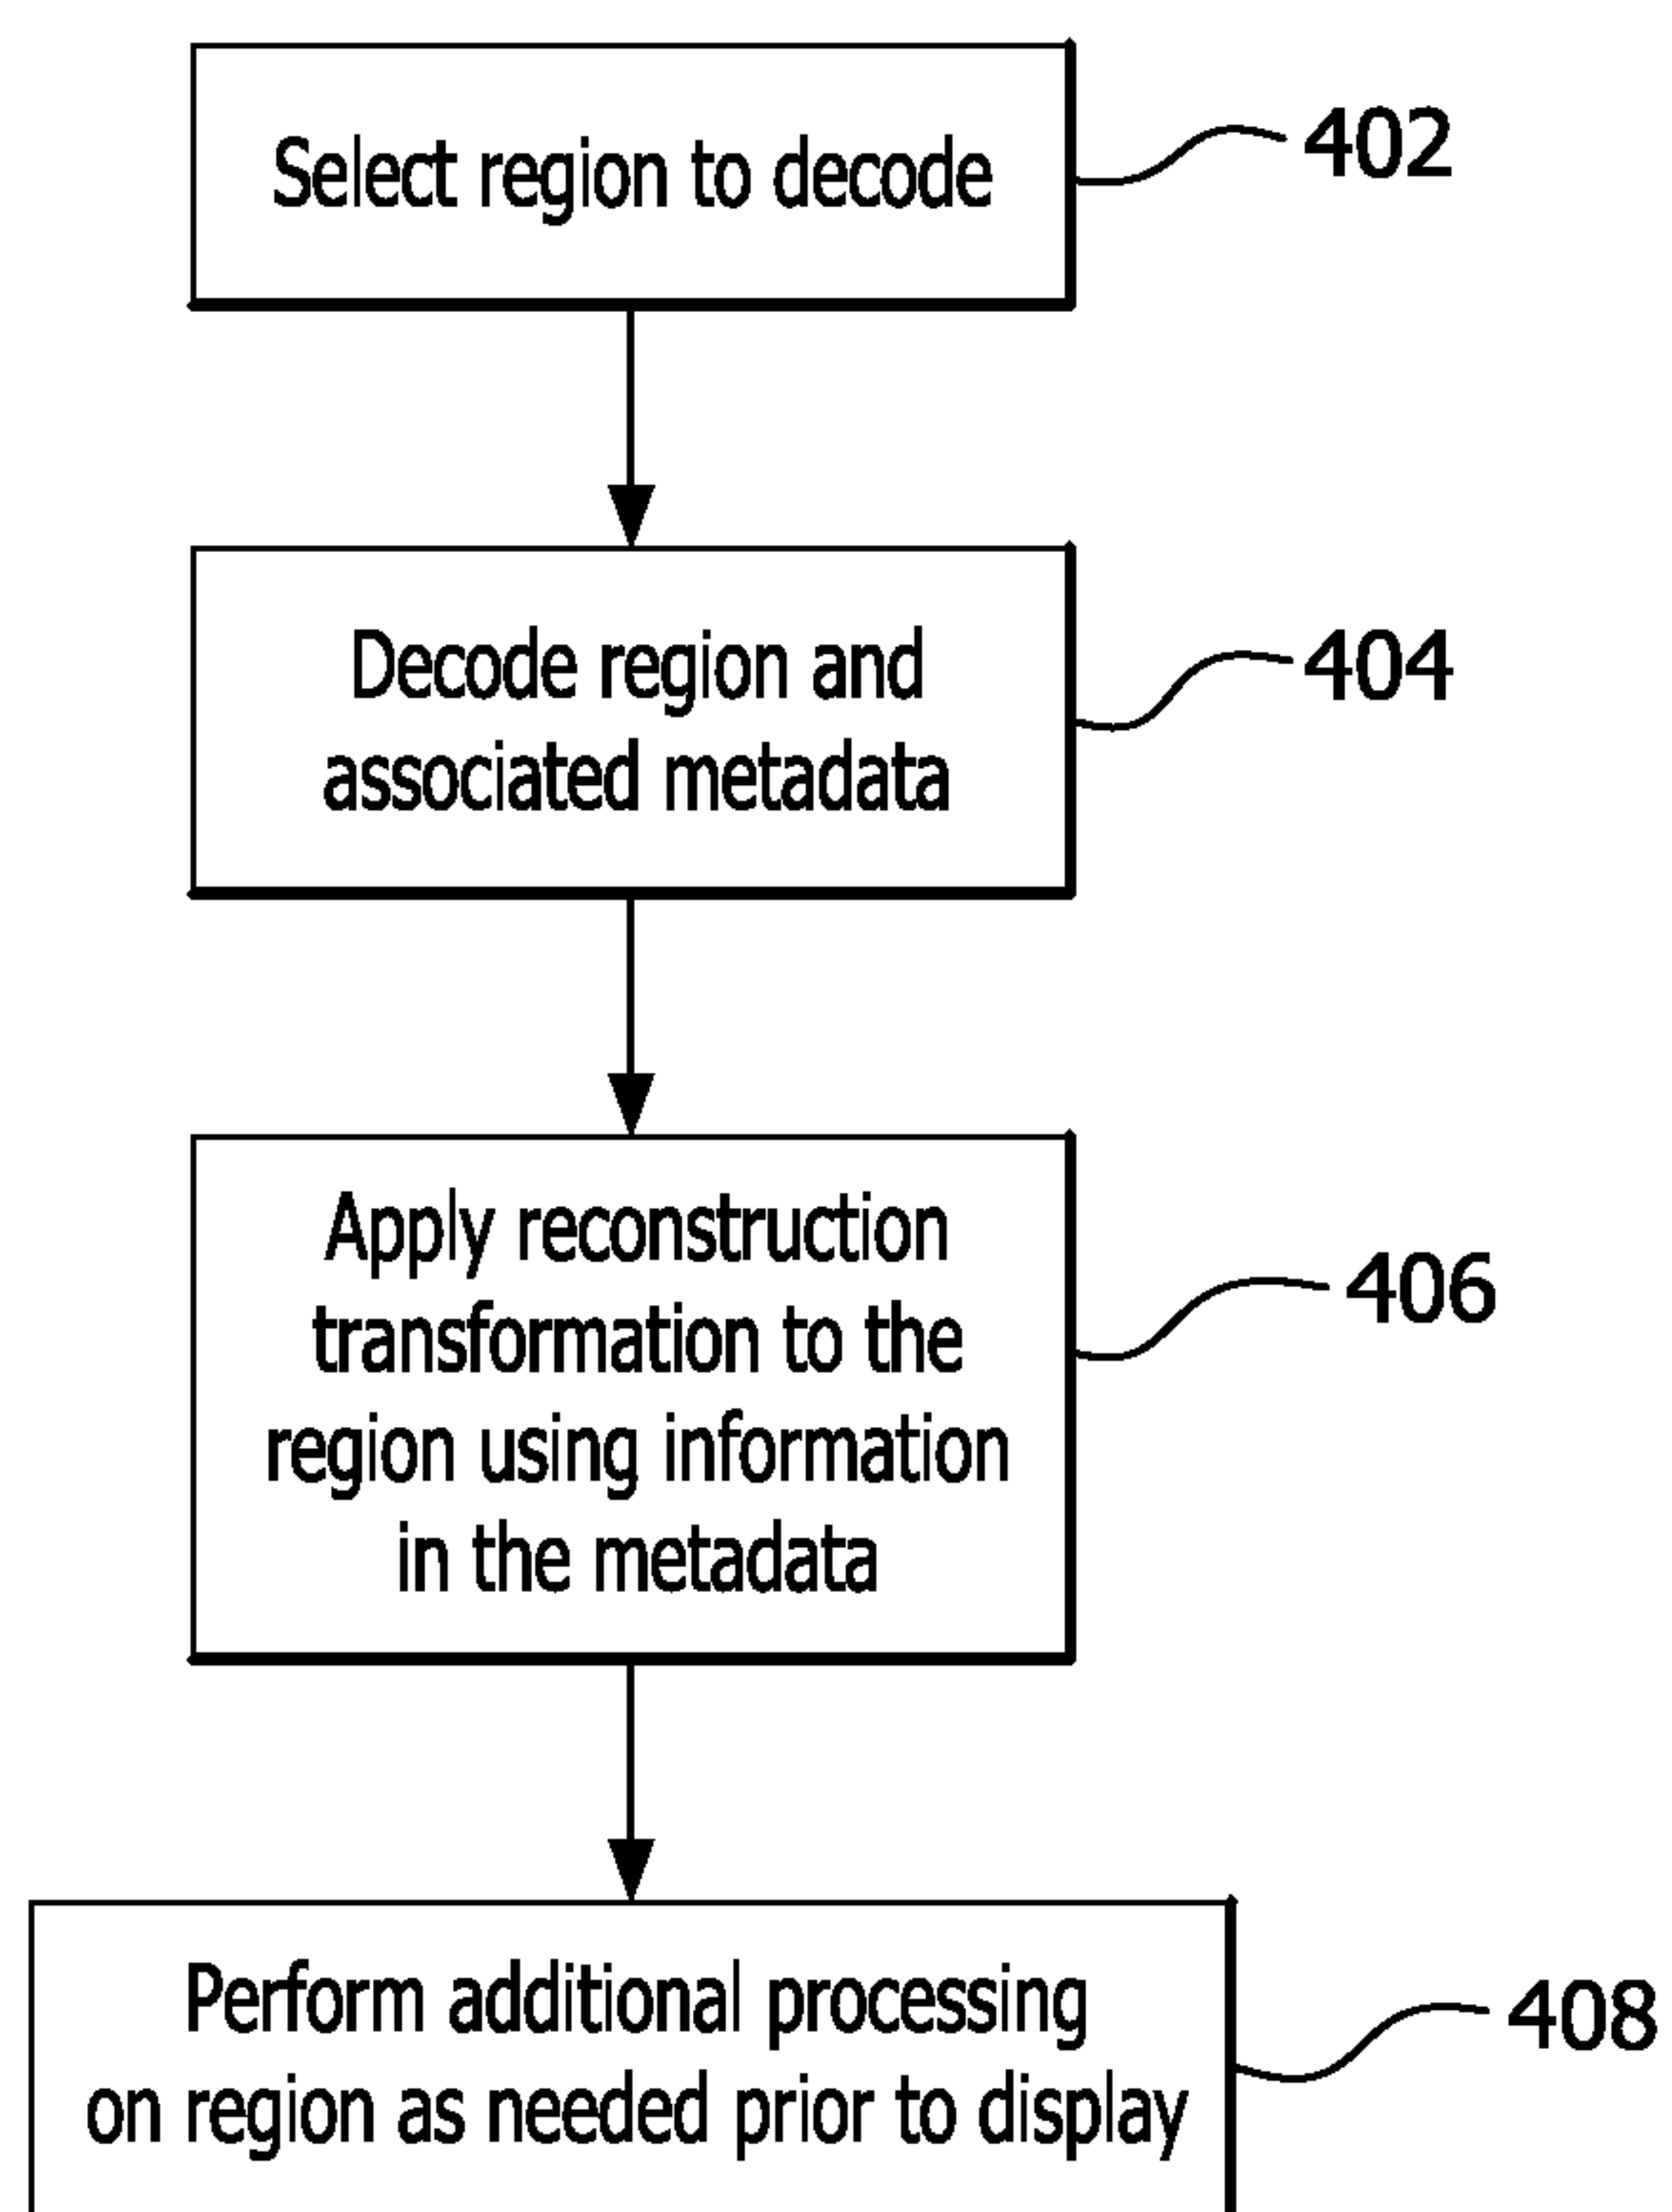 Select region to decode
402
Decode region and
associated metadata
404
Apply reconstruction
transformation to the
region using information
in the metadata
406
Perform additional processing
on region as needed prior to display
408